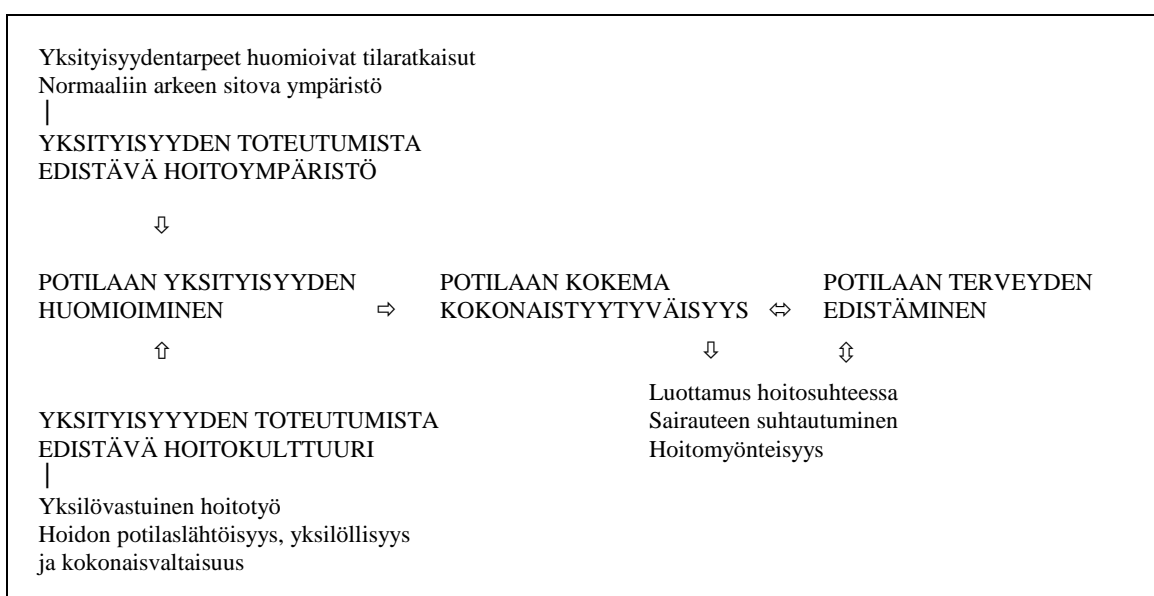 Yksityisyydentarpeet huomioivat tilaratkaisut
Normaaliin arkeen sitova ympäristö
YKSITYISYYDEN TOTEUTUMISTA
EDISTÄVÄ HOITOYMPÄRISTÖ
⇩
POTILAAN YKSITYISYYDEN
HUOMIOIMINEN ⇨
POTILAAN KOKEMA
KOKONAISTYYTYVÄISYYS ⇔
POTILAAN TERVEYDEN
EDISTÄMINEN
⇧ ⇩ ⇳
Luottamus hoitosuhteessa
Sairauteen suhtautuminen
Hoitomyönteisyys
YKSITYISYYYDEN TOTEUTUMISTA
EDISTÄVÄ HOITOKULTTUURI
Yksilövastuinen hoitotyö
Hoidon potilaslähtöisyys, yksilöllisyys
ja kokonaisvaltaisuus